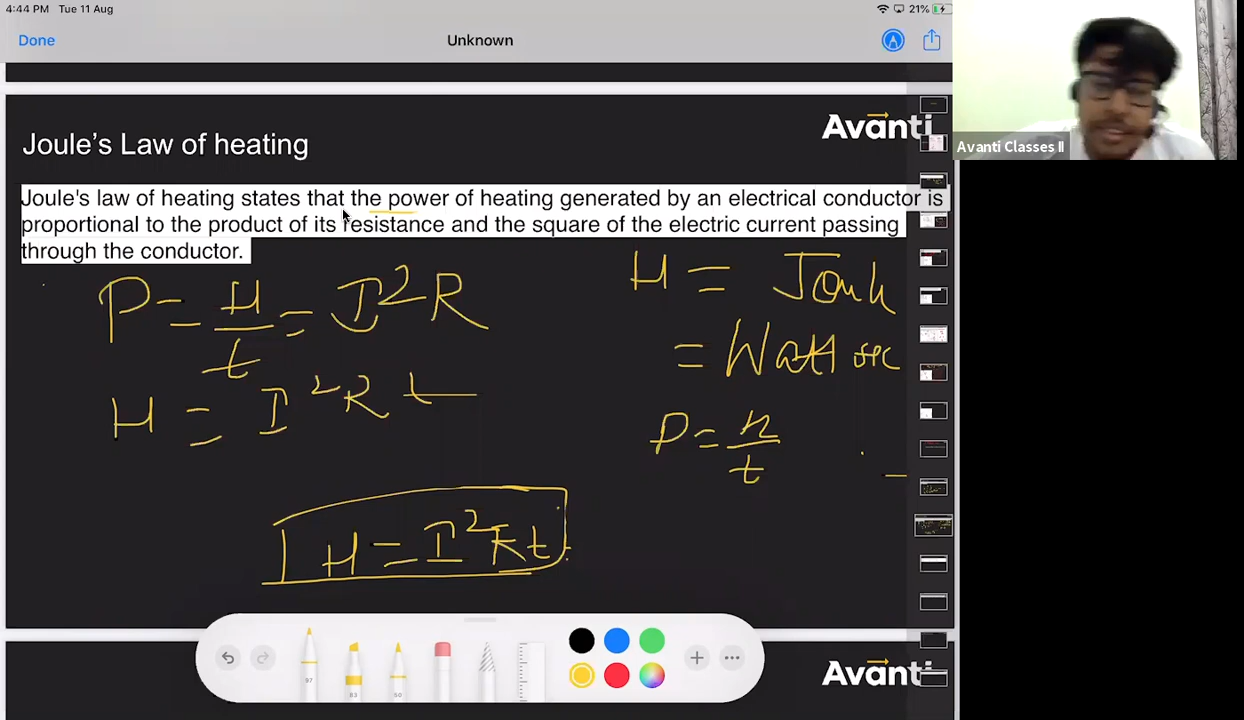 4:44 PM Tue 11 Aug
21%
Done
Unknown
Avanti Classes II
Joule's Law of heating
Avanti
Joule's law of heating states that the power of heating generated by an electrical conductor is
proportional to the product of its resistance and the square of the electric current passing
through the conductor.
P = H/t = I²R
H = I²Rt
H = Joule
= Watt sec
P = H/t
H = I²Rt
97
83
50
Avanti